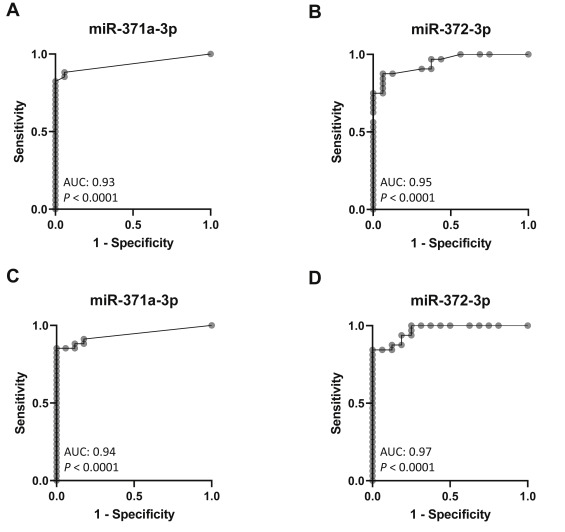 A
miR-371a-3p
1.0
Sensitivity
0.5
AUC: 0.93
P < 0.0001
0.0
0.0 0.5 1.0
1 - Specificity
B
miR-372-3p
1.0
Sensitivity
0.5
AUC: 0.95
P < 0.0001
0.0
0.0 0.5 1.0
1 - Specificity
C
miR-371a-3p
1.0
Sensitivity
0.5
AUC: 0.94
P < 0.0001
0.0
0.0 0.5 1.0
1 - Specificity
D
miR-372-3p
1.0
Sensitivity
0.5
AUC: 0.97
P < 0.0001
0.0
0.0 0.5 1.0
1 - Specificity